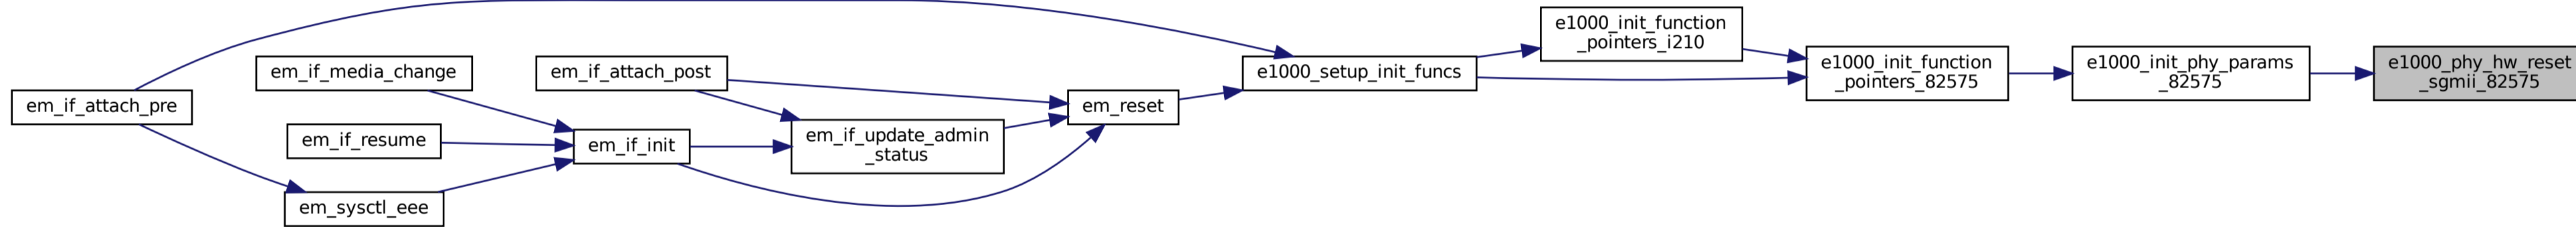 em_if_attach_pre
em_if_media_change
em_if_resume
em_sysctl_eee
em_if_attach_post
em_if_init
em_if_update_admin
_status
em_reset
e1000_setup_init_funcs
e1000_init_function
_pointers_i210
e1000_init_function
_pointers_82575
e1000_init_phy_params
_82575
e1000_phy_hw_reset
_sgmii_82575